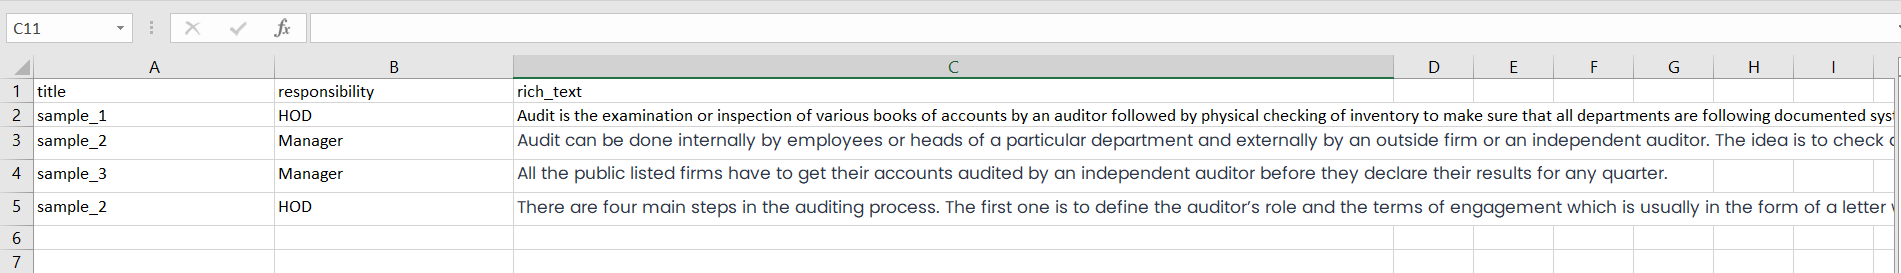 C11 fx
A B C D E F G H I
1 title responsibility rich_text
2 sample_1 HOD Audit is the examination or inspection of various books of accounts by an auditor followed by physical checking of inventory to make sure that all departments are following documented
3 sample_2 Manager Audit can be done internally by employees or heads of a particular department and externally by an outside firm or an independent auditor. The idea is to check
4 sample_3 Manager All the public listed firms have to get their accounts audited by an independent auditor before they declare their results for any quarter.
5 sample_2 HOD There are four main steps in the auditing process. The first one is to define the auditor’s role and the terms of engagement which is usually in the form of a letter
6
7